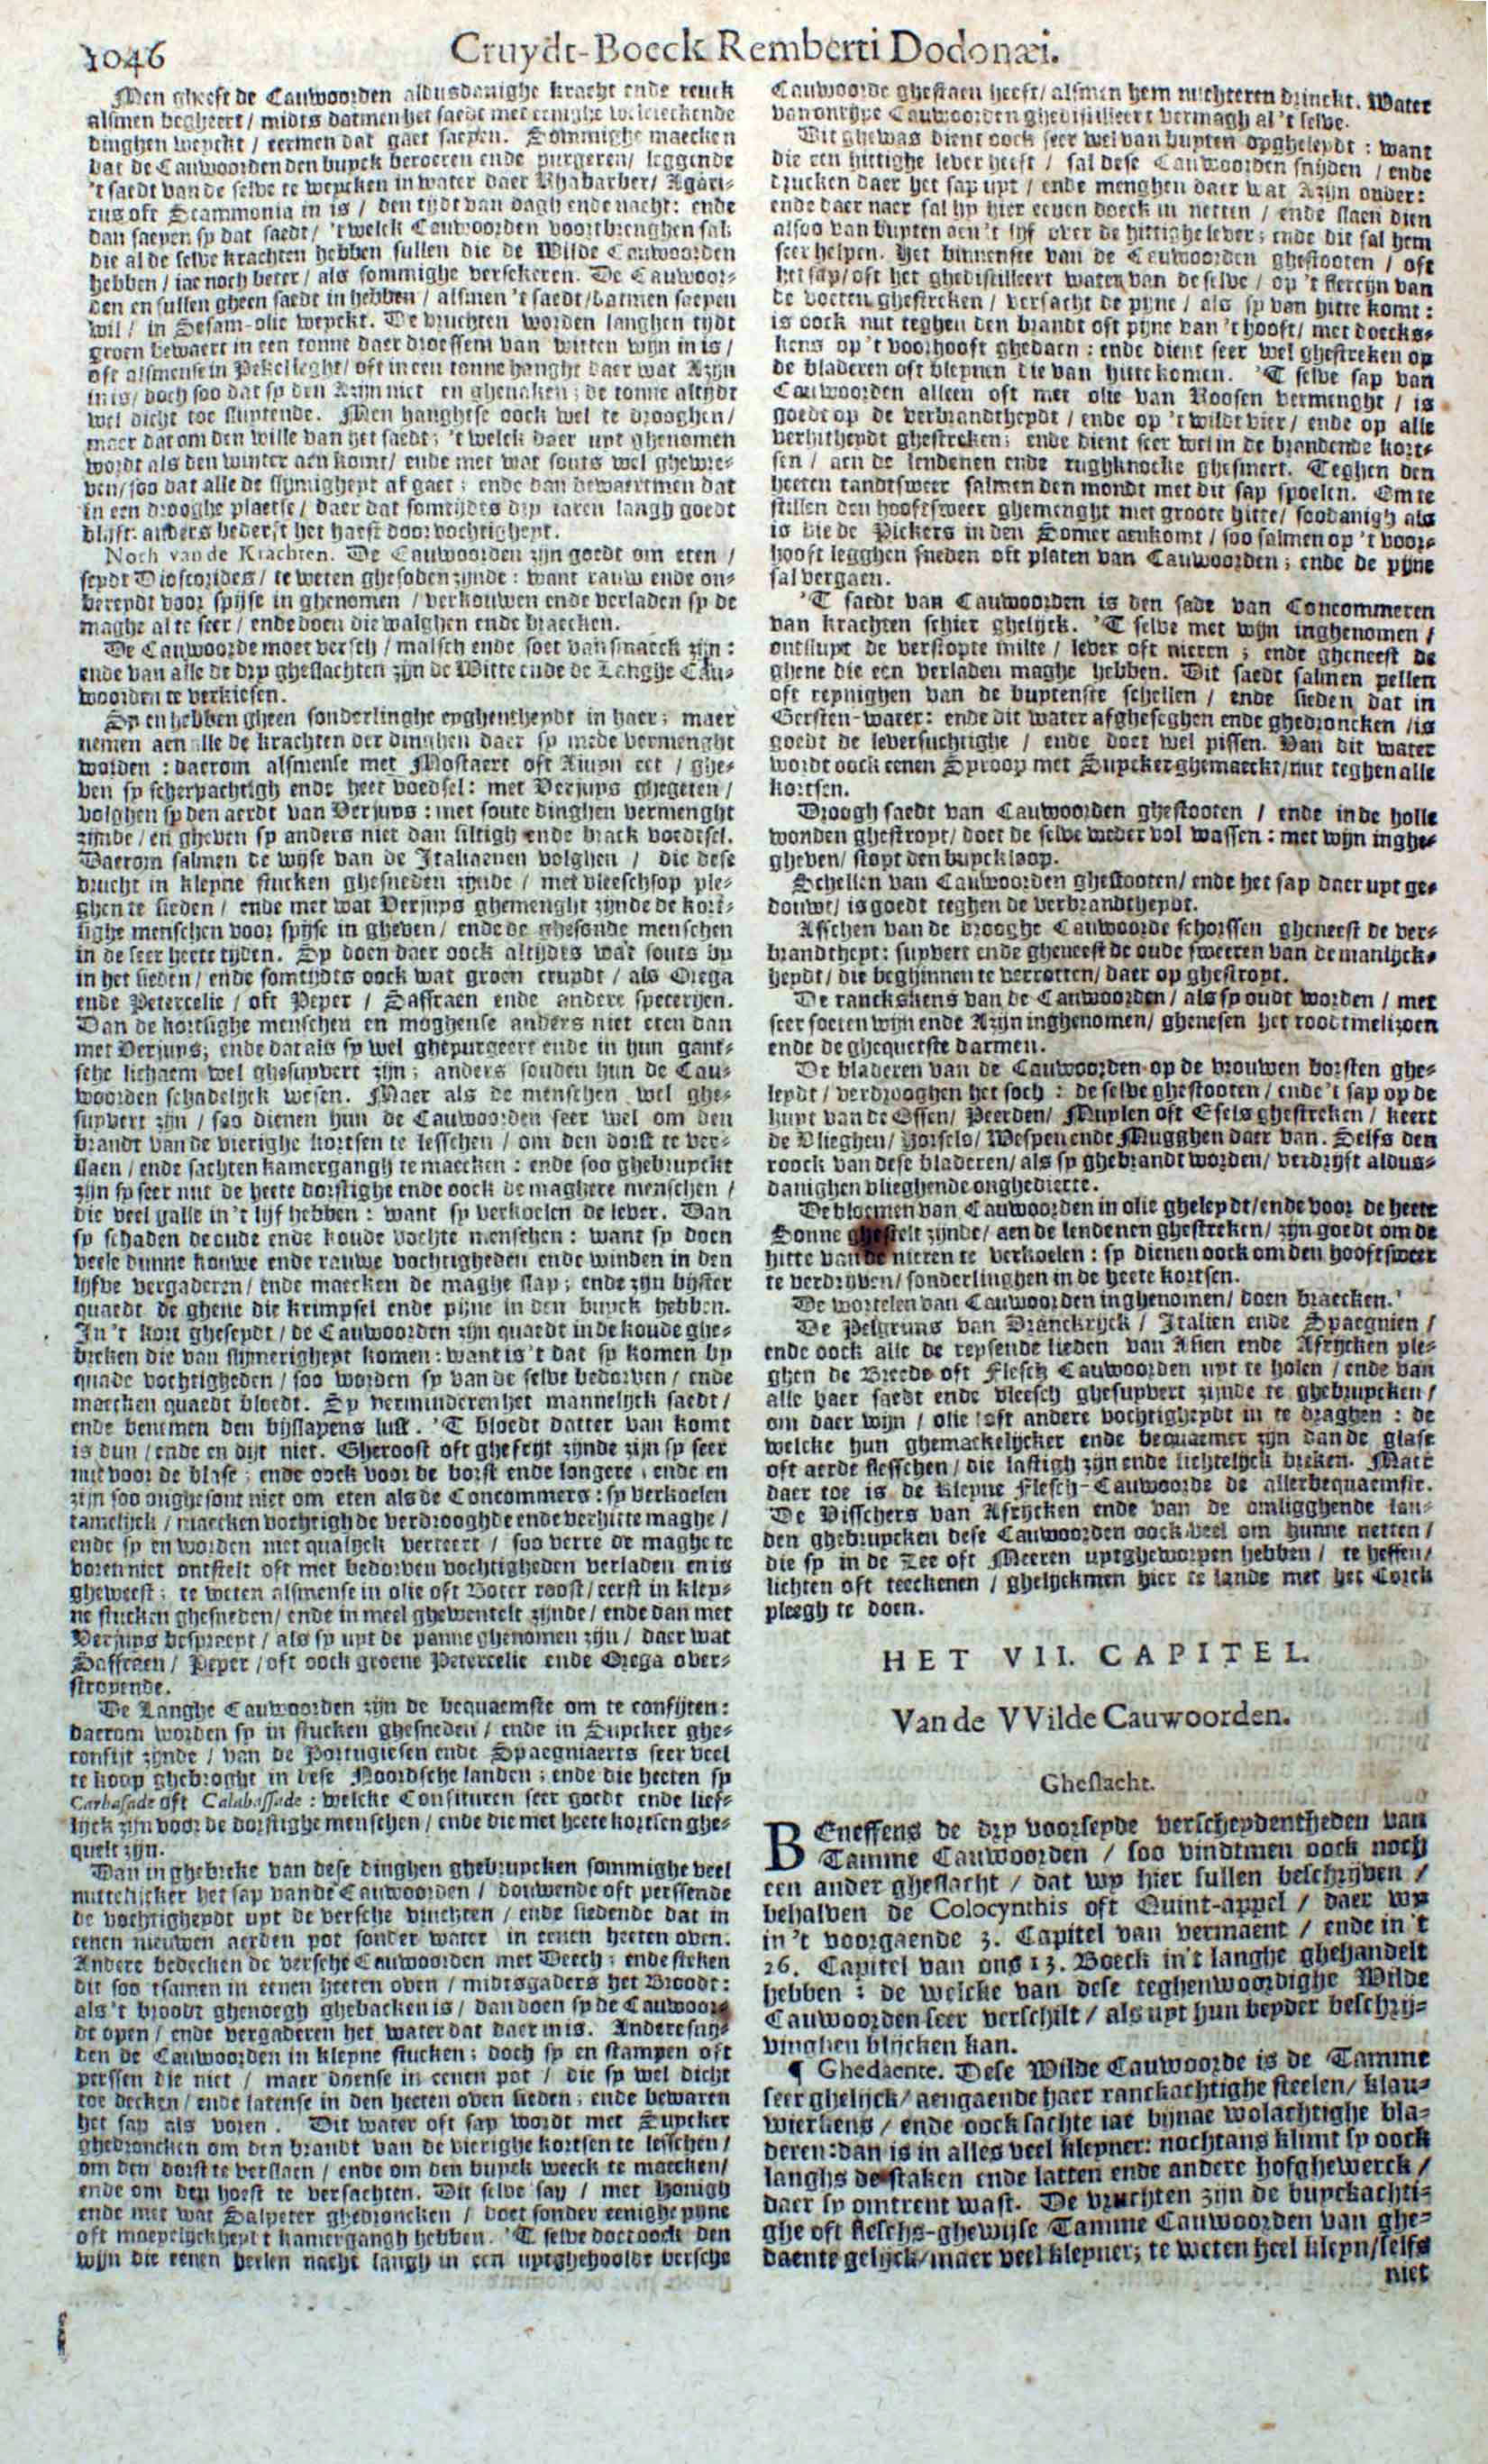 1046
Cruydt-Boeck Remberti Dodonæi.
Men gheeft de Cauwoorden aldusdanighe kracht ende reuck
alsmen begheert / midts datmen het saedt met eenighe welrieckende
dinghen weyckt / eermen dat gaet saeyen. Sommighe maecken
dat de Cauwoorden den buyck beroeren ende purgeren / leggende
't saedt van de selve te weycken in water daer Rhabarber / Agari-
cus oft Scammonia in is / den tijdt van dagh ende nacht: ende
dan saeyen sy dat saedt / 't welck Cauwoorden voortbrenghen sal,
die al de selve krachten hebben sullen die de Wilde Cauwoorden
hebben / iae noch beter / als sommighe verseckeren. De Cauwoor-
den en sullen gheen saedt in hebben / alsmen 't saedt / datmen saeyen
wil / in Sesam-olie weyckt. De vruchten worden langhen tijdt
groen bewaert in een tonne daer droessem van witten wijn in is /
oft alsmense in Pekel leght / oft in een tonne hanght daer wat Azijn
in is / doch soo dat sy den Azijn niet en ghenaken; de tonne altijdt
wel dicht toe sluytende. Men hanghtse oock wel te drooghen /
maer dat om den wille van het saedt; 't welck daer uyt ghenomen
wordt als den winter aen komt / ende met wat souts wel ghewre-
ven / soo dat alle de slijmigheyt af gaet; ende dan bewaertmen dat
in een drooghe plaetse / daer dat somtijdts dry iaren langh goedt
blijft: anders bederft het haest door vochtigheyt.
Noch van de Krachten. De Cauwoorden zijn goedt om eten /
seydt Dioscorides / te weten ghesoden zijnde: want rauw ende on-
bereydt voor spijse in ghenomen / verkouwen ende verladen sy de
maghe al te seer / ende doen die walghen ende braecken.
De Cauwoorde moet versch / malsch ende soet van smaeck zijn:
ende van alle de dry gheslachten zijn de Witte ende de Langhe Cau-
woorden te verkiesen.
Sy en hebben gheen sonderlinghe eyghentheydt in haer; maer
nemen aen alle de krachten der dinghen daer sy mede vermenght
worden: daerom alsmense met Mostaert oft Aiuyn eet / ghe-
ven sy scherpachtigh ende heet voedsel: met Verjuys ghegeten /
volghen sy den aerdt van Verjuys: met soute dinghen vermenght
zijnde / en gheven sy anders niet dan siltigh ende brack voedtsel.
Daerom salmen de wijse van de Italiaenen volghen / die dese
vrucht in kleyne stucken ghesneden zijnde / met vleeschsop ple-
ghen te sieden / ende met wat Verjuys ghemenght zijnde de kort-
sighe menschen voor spijse in gheven / ende de ghesonde menschen
in de seer heete tijden. Sy doen daer oock altijdts wat souts by
in het sieden / ende somtijdts oock wat groen cruydt / als Orega
ende Petercelie / oft Peper / Saffraen ende andere specerijen.
Dan de kortsighe menschen en moghense anders niet eten dan
met Verjuys; ende dat als sy wel ghepurgeert ende in hun gant-
sche lichaem wel ghesuyvert zijn; anders souden hun de Cau-
woorden schadelijck wesen. Maer als de menschen wel ghe-
suyvert zijn / soo dienen hun de Cauwoorden seer wel om den
brandt van de vierighe kortsen te lesschen / om den dorst te ver-
slaen / ende sachten kamergangh te maecken: ende soo ghebruyckt
zijn sy seer nut de heete dorstighe ende oock de maghere menschen /
die veel galle in 't lijf hebben: want sy verkoelen de lever. Dan
sy schaden de oude ende koude vochte menschen: want sy doen
veele dunne kouwe ende rauwe vochtigheden ende winden in den
lijfve vergaderen / ende maecken de maghe slap; ende zijn bijster
quaedt de ghene die krimpsel ende pijne in den buyck hebben.
In 't kort gheseydt / de Cauwoorden zijn quaedt in de koude ghe-
breken die van slijmerigheyt komen: want is 't dat sy komen by
quade vochtigheden / soo worden sy van de selve bedorven / ende
maecken quaedt bloedt. Sy verminderen het mannelijck saedt /
ende benemen den bijslapens lust. 'T bloedt datter van komt
is dun / ende en dijt niet. Gheroost oft ghefrijt zijnde zijn sy seer
nut voor de blase; ende oock voor de borst ende longere; ende en
zijn soo onghesont niet om eten als de Concommers: sy verkoelen
tamelijck / maecken vochtigh de verdrooghde ende verhitte maghe /
ende sy en worden niet qualijck verteert / soo verre de maghe te
voren niet ontstelt oft met bedorven vochtigheden verladen en is
gheweest; te weten alsmense in olie oft Boter roost / eerst in kley-
ne stucken ghesneden / ende in meel ghewentelt zijnde / ende dan met
Verjuys bespraeyt / als sy uyt de panne ghenomen zijn / daer wat
Saffraen / Peper / oft oock groene Petercelie ende Orega over-
stroyende.
De Langhe Cauwoorden zijn de bequaemste om te confijten:
daerom worden sy in stucken ghesneden / ende in Suycker ghe-
confijt zijnde / van de Portugiesen ende Spaegniaerts seer veel
te koop ghebroght in dese Noordsche landen; ende die heeten sy
Carbasade oft Calabassade: welcke Confituren seer goedt ende lief-
lijck zijn voor de dorstighe menschen / ende die met heete kortsen ghe-
quelt zijn.
Dan in ghebreke van dese dinghen ghebruycken sommighe veel
nuttelijcker het sap van de Cauwoorden / douwende oft perssende
de vochtigheydt uyt de versche vruchten / ende siedende dat in
eenen nieuwen aerden pot sonder water in eenen heeten oven.
Andere bedecken de versche Cauwoorden met Deech; ende steken
dit soo tsamen in eenen heeten oven / midtsgaders het Broodt:
als 't broodt ghenoegh ghebacken is / dan doen sy de Cauwoor-
de open / ende vergaderen het water dat daer in is. Andere sny-
den de Cauwoorden in kleyne stucken; doch sy en stampen oft
perssen die niet / maer doense in eenen pot / die sy wel dicht
toe decken / ende latense in den heeten oven sieden; ende bewaren
het sap als voren. Dit water oft sap wordt met Suycker
ghedroncken om den brandt van de vierighe kortsen te lesschen /
om den dorst te verslaen / ende om den buyck weeck te maecken /
ende om den hoest te versachten. Dit selve sap / met Honigh
ende met wat Salpeter ghedroncken / doet sonder eenighe pijne
oft moeyelijckheyt kamergangh hebben. 'T selve doet oock den
wijn die eenen heelen nacht langh in een uytgheholde versche
Cauwoorde ghestaen heeft / alsmen hem nuchteren drinckt. Water
van onrijpe Cauwoorden ghedistilleert vermagh al 't selve.
Dit ghewas dient oock seer wel van buyten opgheleydt: want
die een hittighe lever heeft / sal dese Cauwoorden snijden / ende
drucken daer het sap uyt / ende menghen daer wat Azijn onder:
ende daer naer sal hy hier eenen doeck in netten / ende slaen dien
alsoo van buyten aen 't lijf over de hittighe lever; ende dit sal hem
seer helpen. Het binnenste van de Cauwoorden ghestooten / oft
het sap / oft het ghedistilleert water van de selve / op 't flercijn van
de voeten ghestreken / versacht de pijne / als sy van hitte komt:
is oock nut teghen den brandt oft pijne van 't hooft / met doecks-
kens op 't voorhooft ghedaen: ende dient seer wel ghestreken op
de bladeren oft bleynen die van hitte komen. 'T selve sap van
Cauwoorden alleen oft met olie van Roosen vermenght / is
goedt op de verbrandtheydt / ende op 't wildt vier / ende op alle
verhitheydt ghestreken; ende dient seer wel in de brandende kort-
sen / aen de lendenen ende rughknocke ghesmert. Teghen den
heeten tandtsweer salmen den mondt met dit sap spoelen. Om te
stillen den hooftsweer ghemenght met groote hitte / soodanigh als
is die de Pickers in den Somer aenkomt / soo salmen op 't voor-
hooft legghen sneden oft platen van Cauwoorden; ende de pijne
sal vergaen.
'T saedt van Cauwoorden is den sade van Concommeren
van krachten schier ghelijck. 'T selve met wijn inghenomen /
ontsluyt de verstopte milte / lever oft nieren; ende gheneest de
ghene die een verladen maghe hebben. Dit saedt salmen pellen
oft reynighen van de buytenste schellen / ende sieden dat in
Gersten-water: ende dit water afgheseghen ende ghedroncken / is
goedt de leversuchtighe / ende doet wel pissen. Van dit water
wordt oock eenen Syroop met Suycker ghemaeckt / nut teghen alle
kortsen.
Droogh saedt van Cauwoorden ghestooten / ende in de holle
wonden ghestroyt / doet de selve weder vol wassen: met wijn inghe-
gheven / stopt den buyckloop.
Schellen van Cauwoorden ghestooten / ende het sap daer uyt ge-
douwt / is goedt teghen de verbrandtheydt.
Asschen van de drooghe Cauwoorde schorssen gheneest de ver-
brandtheyt: suyvert ende gheneest de oude sweeren van de manlijck-
heydt / die beghinnen te verrotten / daer op ghestroyt.
De ranckskens van de Cauwoorden / als sy oudt worden / met
seer soeten wijn ende Azijn inghenomen / ghenesen het root melizoen
ende de ghequetste darmen.
De bladeren van de Cauwoorden op de vrouwen borsten ghe-
leydt / verdrooghen het soch: de selve ghestooten / ende 't sap op de
huyt van de Ossen / Peerden / Muylen oft Esels ghestreken / keert
de Vlieghen / Horsels / Wespen ende Mugghen daer van. Selfs den
roock van dese bladeren / als sy ghebrandt worden / verdrijft aldus-
danighen vlieghende onghedierte.
De bloemen van Cauwoorden in olie gheleydt / ende voor de heete
Sonne ghestelt zijnde / aen de lendenen ghestreken / zijn goedt om de
hitte van de nieren te verkoelen: sy dienen oock om den hooftsweer
te verdrijven / sonderlinghen in de heete kortsen.
De wortelen van Cauwoorden inghenomen / doen braecken.
De Pelgrims van Vranckrijck / Italien ende Spaegnien /
ende oock alle de reysende lieden van Asien ende Afrijcken ple-
ghen de Breede oft Flesch Cauwoorden uyt te holen / ende van
alle haer saedt ende vleesch ghesuyvert zijnde te ghebruycken /
om daer wijn / olie oft andere vochtigheydt in te draghen: de
welcke hun ghemackelijcker ende bequaemer zijn dan de glase
oft aerde flesschen / die lastigh zijn ende lichtelijck breken. Maer
daer toe is de kleyne Flesch-Cauwoorde de allerbequaemste.
De Visschers van Afrijcken ende van de omligghende lan-
den ghebruycken dese Cauwoorden oock veel om hunne netten /
die sy in de Zee oft Meeren uytgheworpen hebben / te heffen /
lichten oft teeckenen / ghelijckmen hier te lande met het Corck
pleegh te doen.
HET VII. CAPITEL.
Van de VVilde Cauwoorden.
Gheslacht.
BEneffens de dry voorseyde verscheydentheden van
Tamme Cauwoorden / soo vindtmen oock noch
een ander gheslacht / dat wy hier sullen beschrijven /
behalven de Colocynthis oft Quint-appel / daer wy
in 't voorgaende 3. Capitel van vermaent / ende in 't
26. Capitel van ons 13. Boeck in't langhe ghehandelt
hebben: de welcke van dese teghenwoordighe Wilde
Cauwoorden seer verschilt / als uyt hun beyder beschrij-
vinghen blijcken kan.
¶ Ghedaente. Dese Wilde Cauwoorde is de Tamme
seer ghelijck / aengaende haer ranckachtighe steelen / klau-
wierkens / ende oock sachte iae bijnae wolachtighe bla-
deren: dan is in alles veel kleyner: nochtans klimt sy oock
langhs de staken ende latten ende andere hofghewerck /
daer sy omtrent wast. De vruchten zijn de buyckachti-
ghe oft fleschs-ghewijse Tamme Cauwoorden van ghe-
daente gelijck / maer veel kleyner; te weten heel kleyn / selfs
niet